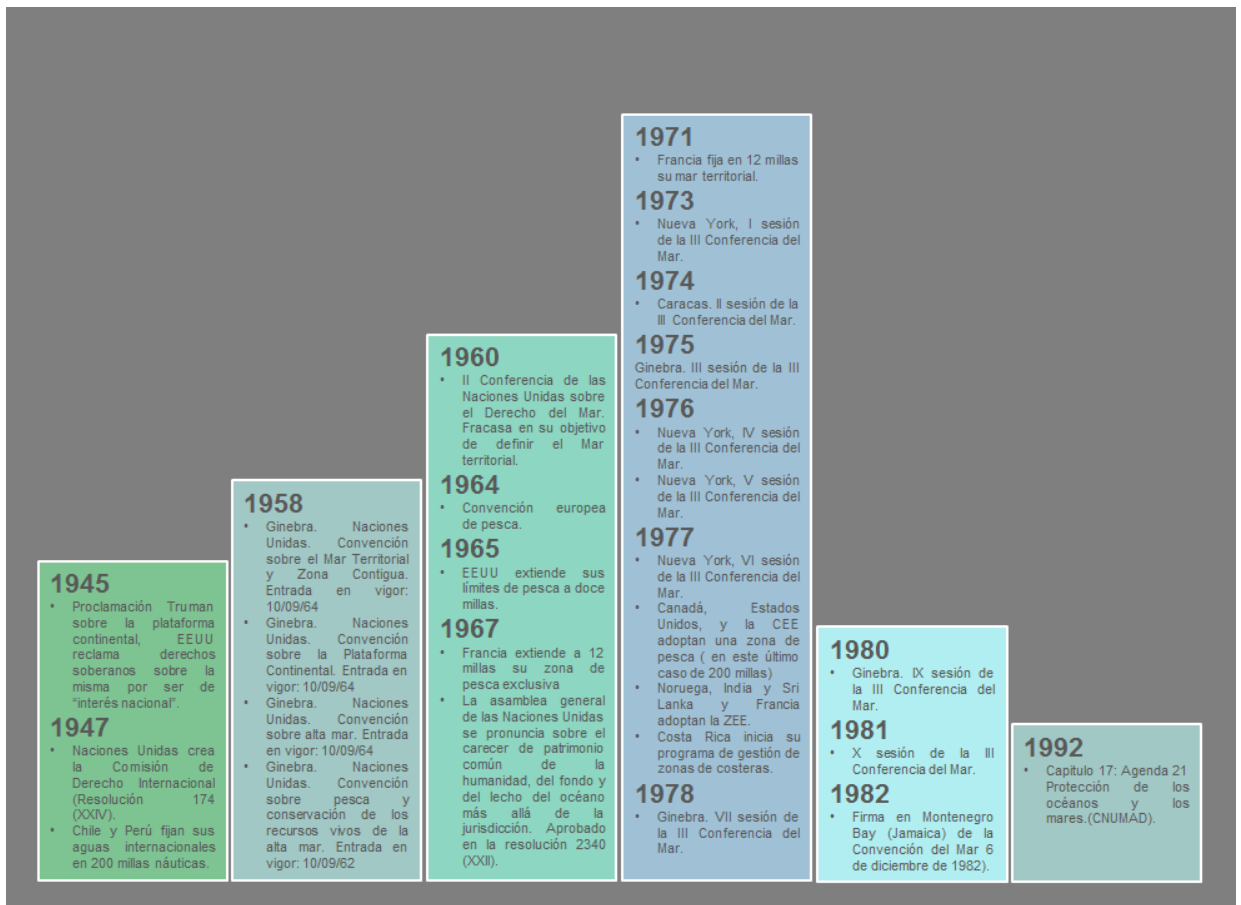 1945
• Proclamación Truman
sobre la plataforma
continental, EEUU
reclama derechos
soberanos sobre la
misma por ser de
“interés nacional”.
1947
• Naciones Unidas crea
la Comisión de
Derecho Internacional
(Resolución 174
(XXIV).
• Chile y Perú fijan sus
aguas internacionales
en 200 millas náuticas.
1958
• Ginebra. Naciones
Unidas. Convención
sobre el Mar Territorial
y Zona Contigua.
Entrada en vigor:
10/09/64
• Ginebra. Naciones
Unidas. Convención
sobre la Plataforma
Continental. Entrada en
vigor: 10/09/64
• Ginebra. Naciones
Unidas. Convención
sobre alta mar. Entrada
en vigor: 10/09/64
• Ginebra. Naciones
Unidas. Convención
sobre pesca y
conservación de los
recursos vivos de la
alta mar. Entrada en
vigor: 10/09/62
1960
• II Conferencia de las
Naciones Unidas sobre
el Derecho del Mar.
Fracasa en su objetivo
de definir el Mar
territorial.
1964
• Convención europea
de pesca.
1965
• EEUU extiende sus
límites de pesca a doce
millas.
1967
• Francia extiende a 12
millas su zona de
pesca exclusiva
• La asamblea general
de las Naciones Unidas
se pronuncia sobre el
carecer de patrimonio
común de la
humanidad, del fondo y
del lecho del océano
más allá de la
jurisdicción. Aprobado
en la resolución 2340
(XXII).
1971
• Francia fija en 12 millas
su mar territorial.
1973
• Nueva York, I sesión
de la III Conferencia del
Mar.
1974
• Caracas. II sesión de la
III Conferencia del Mar.
1975
Ginebra. III sesión de la III
Conferencia del Mar.
1976
• Nueva York, IV sesión
de la III Conferencia del
Mar.
• Nueva York, V sesión
de la III Conferencia del
Mar.
1977
• Nueva York, VI sesión
de la III Conferencia del
Mar.
• Canadá, Estados
Unidos, y la CEE
adoptan una zona de
pesca ( en este último
caso de 200 millas)
• Noruega, India y Sri
Lanka y Francia
adoptan la ZEE.
• Costa Rica inicia su
programa de gestión de
zonas de costeras.
1978
• Ginebra. VII sesión de
la III Conferencia del
Mar.
1980
• Ginebra. IX sesión de
la III Conferencia del
Mar.
1981
• X sesión de la III
Conferencia del Mar.
1982
• Firma en Montenegro
Bay (Jamaica) de la
Convención del Mar 6
de diciembre de 1982).
1992
• Capitulo 17: Agenda 21
Protección de los
océanos y los
mares.(CNUMAD).